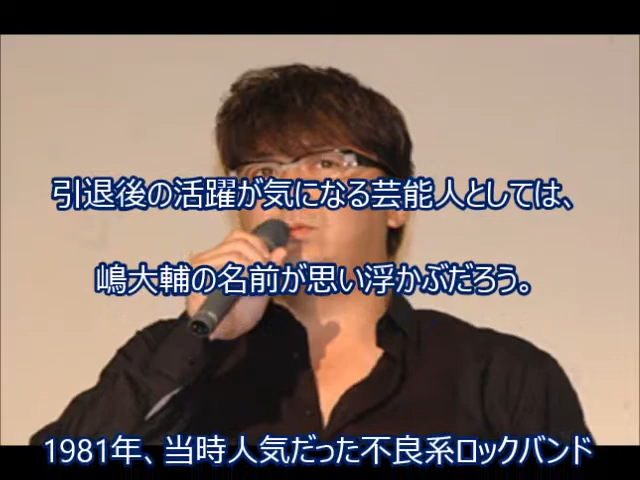 引退後の活躍が気になる芸能人としては、
嶋大輔の名前が思い浮かぶだろう。
1981年、当時人気だった不良系ロックバンド